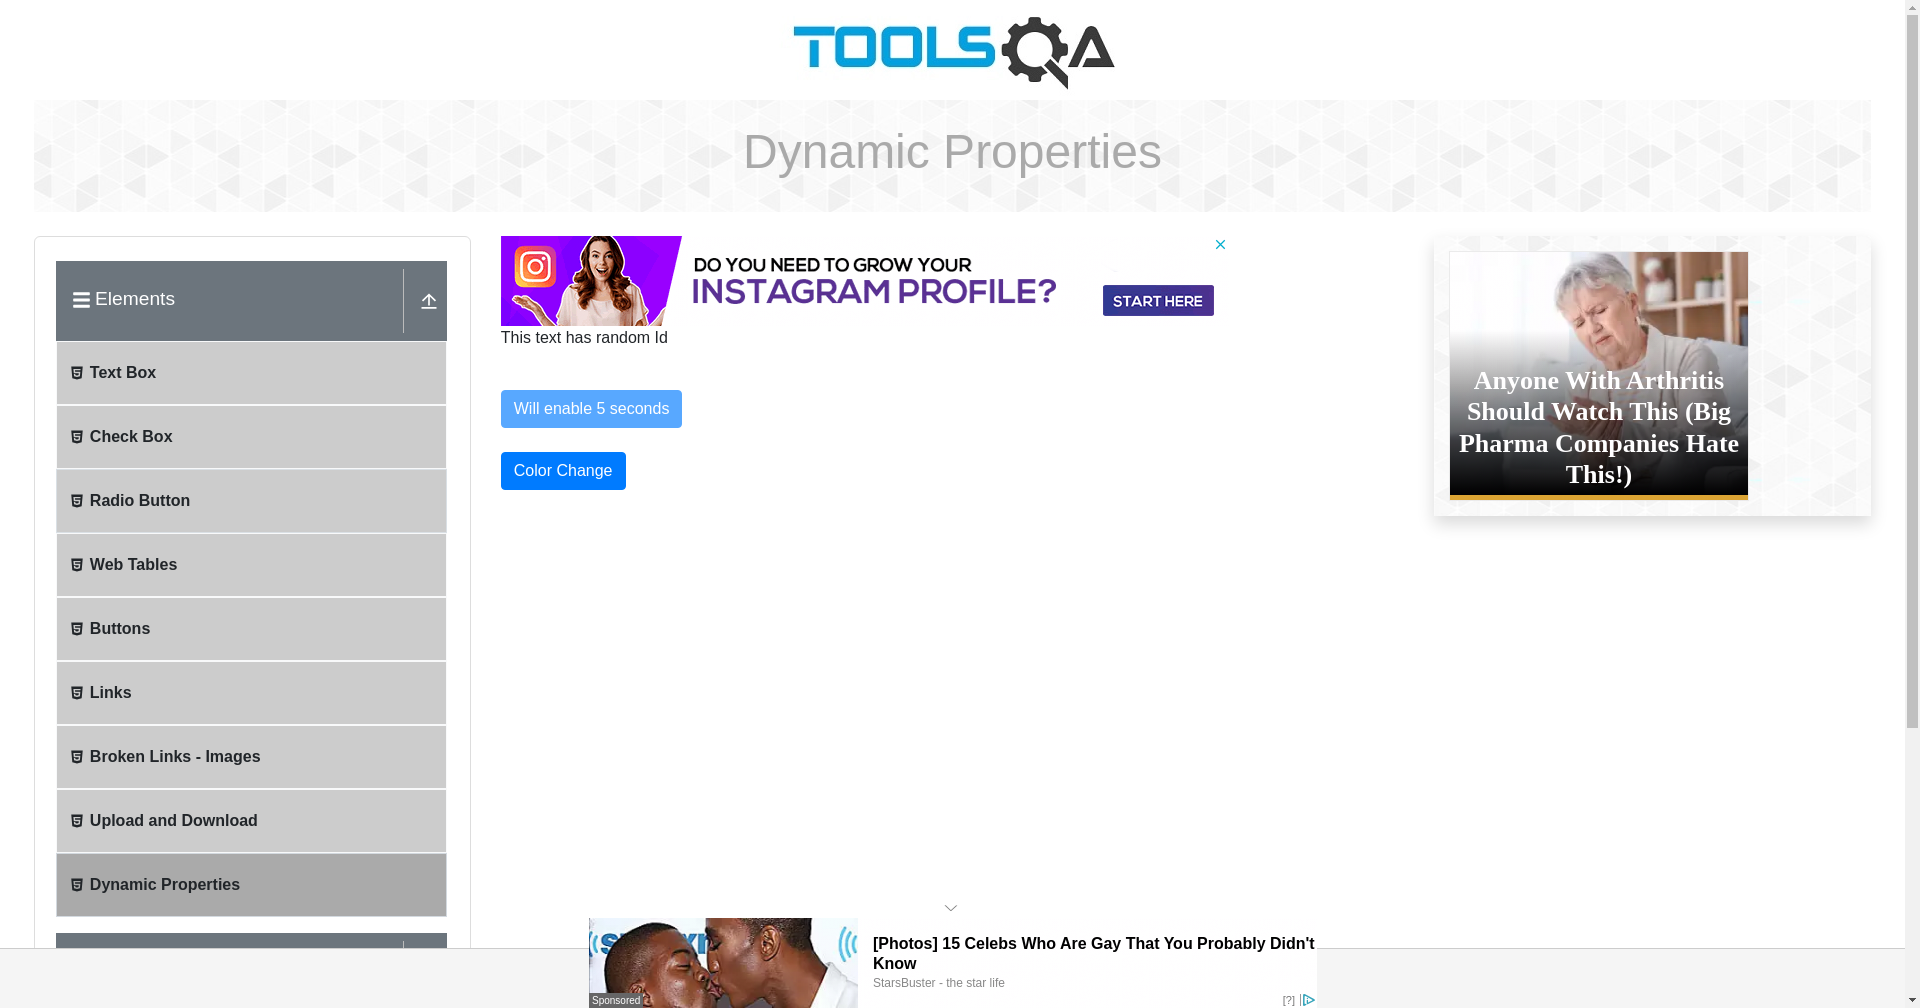 TOOLSQA
Dynamic Properties
Elements
Text Box
Check Box
Radio Button
Web Tables
Buttons
Links
Broken Links - Images
Upload and Download
Dynamic Properties
DO YOU NEED TO GROW YOUR
INSTAGRAM PROFILE?
START HERE
This text has random Id
Will enable 5 seconds
Color Change
Anyone With Arthritis
Should Watch This (Big
Pharma Companies Hate
This!)
[Photos] 15 Celebs Who Are Gay That You Probably Didn't
Know
StarsBuster - the star life
Sponsored
[?]